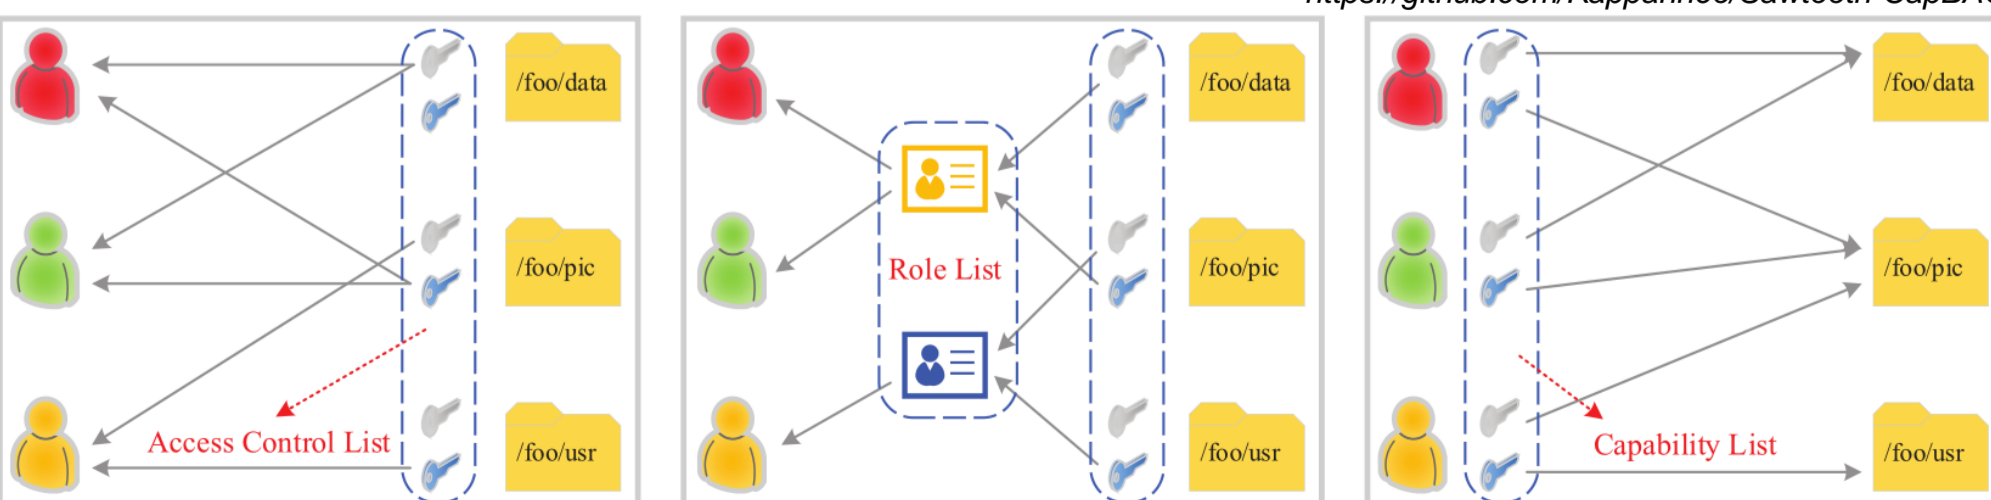 /foo/data
/foo/pic
/foo/usr
Access Control List
/foo/data
/foo/pic
/foo/usr
Role List
/foo/data
/foo/pic
/foo/usr
Capability List